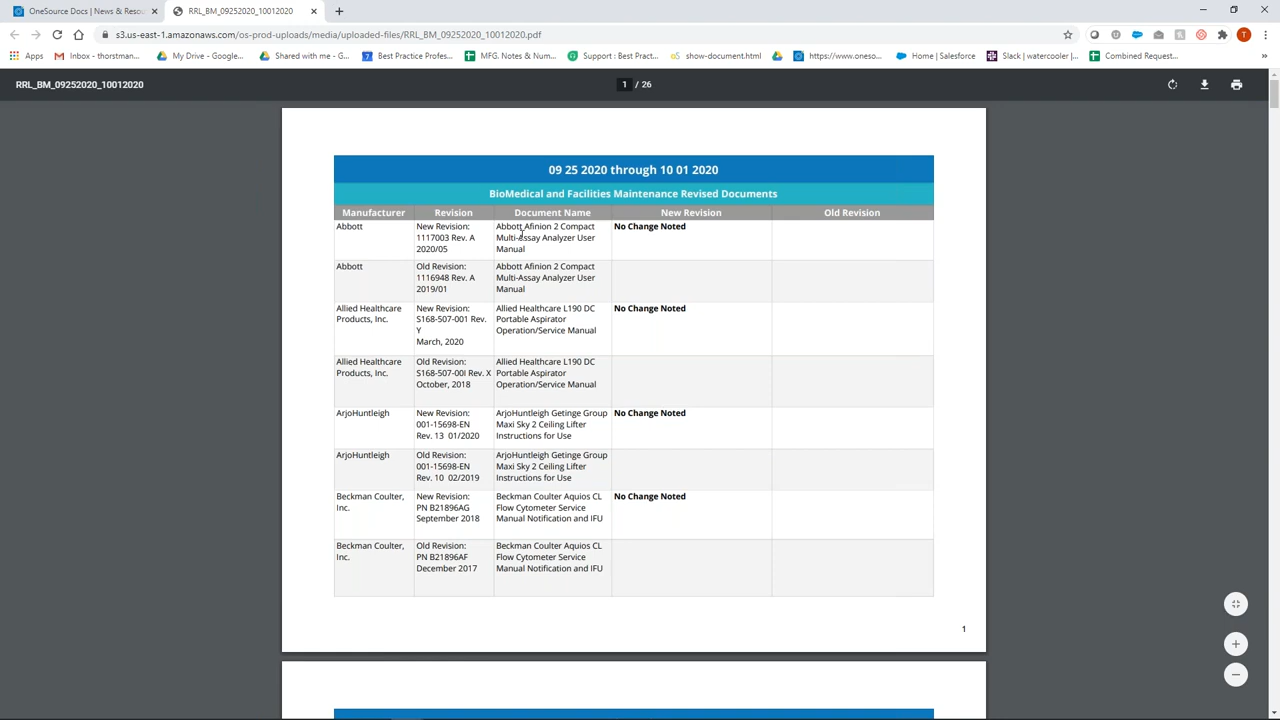 OneSource Docs | News & Resou
RRL_BM_09252020_10012020
s3.us-east-1.amazonaws.com/os-prod-uploads/media/uploaded-files/RRL_BM_09252020_10012020.pdf
T
Apps
Inbox - thorstman...
My Drive - Google...
Shared with me - G...
Best Practice Profes...
MFG. Notes & Num...
Support : Best Pract...
show-document.html
https://www.oneso...
Home | Salesforce
Slack | watercooler |...
Combined Request...
»
RRL_BM_09252020_10012020
1 / 26
09 25 2020 through 10 01 2020
BioMedical and Facilities Maintenance Revised Documents
Manufacturer Revision Document Name New Revision Old Revision
Abbott New Revision: Abbott Afinion 2 Compact No Change Noted
1117003 Rev. A Multi-Assay Analyzer User
2020/05 Manual
Abbott Old Revision: Abbott Afinion 2 Compact
1116948 Rev. A Multi-Assay Analyzer User
2019/01 Manual
Allied Healthcare New Revision: Allied Healthcare L190 DC No Change Noted
Products, Inc. S168-507-001 Rev. Portable Aspirator
Y Operation/Service Manual
March, 2020
Allied Healthcare Old Revision: Allied Healthcare L190 DC
Products, Inc. S168-507-00I Rev. X Portable Aspirator
October, 2018 Operation/Service Manual
ArjoHuntleigh New Revision: ArjoHuntleigh Getinge Group No Change Noted
001-15698-EN Maxi Sky 2 Ceiling Lifter
Rev. 13 01/2020 Instructions for Use
ArjoHuntleigh Old Revision: ArjoHuntleigh Getinge Group
001-15698-EN Maxi Sky 2 Ceiling Lifter
Rev. 10 02/2019 Instructions for Use
Beckman Coulter, New Revision: Beckman Coulter Aquios CL No Change Noted
Inc. PN B21896AG Flow Cytometer Service
September 2018 Manual Notification and IFU
Beckman Coulter, Old Revision: Beckman Coulter Aquios CL
Inc. PN B21896AF Flow Cytometer Service
December 2017 Manual Notification and IFU
1